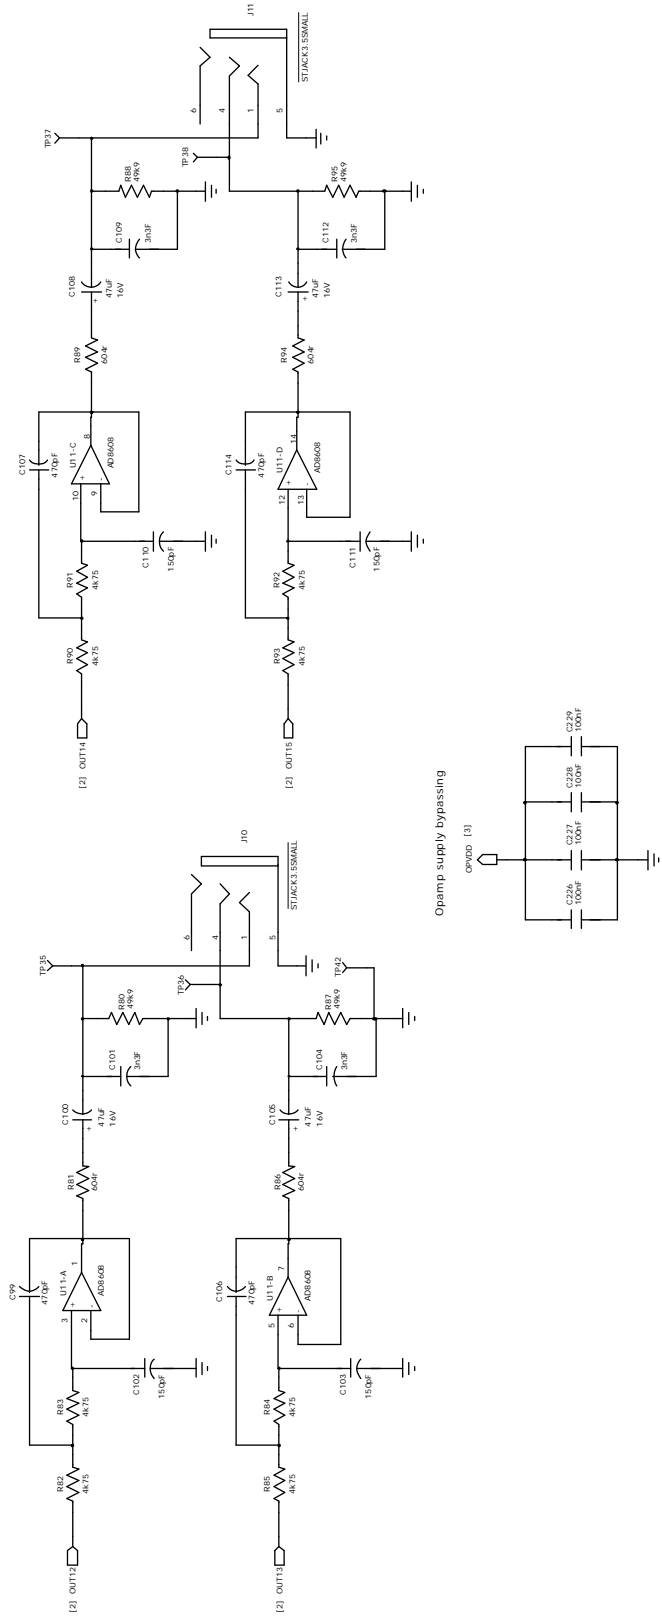 J11
STJACK3.5SMALL
6
4
1
5
TP37
TP38
R88
49k9
C109
3n3F
R95
49k9
C112
3n3F
C108
47uF
16V
+
C113
47uF
16V
+
R89
604r
R94
604r
C107
470pF
U11-C
AD8608
8
10
9
+
-
C114
470pF
U11-D
AD8608
14
12
13
+
-
C110
150pF
C111
150pF
R91
4k75
R92
4k75
R90
4k75
R93
4k75
[2] OUT14
[2] OUT15
J10
STJACK3.5SMALL
6
4
1
5
TP35
TP36
TP42
R80
49k9
C101
3n3F
R87
49k9
C104
3n3F
C100
47uF
16V
+
C105
47uF
16V
+
R81
604r
R86
604r
C99
470pF
U11-A
AD8608
1
3
2
+
-
C106
470pF
U11-B
AD8608
7
5
6
+
-
C102
150pF
C103
150pF
R83
4k75
R84
4k75
R82
4k75
R85
4k75
[2] OUT12
[2] OUT13
Opamp supply bypassing
OPVDD [3]
C226
100nF
C227
100nF
C228
100nF
C229
100nF